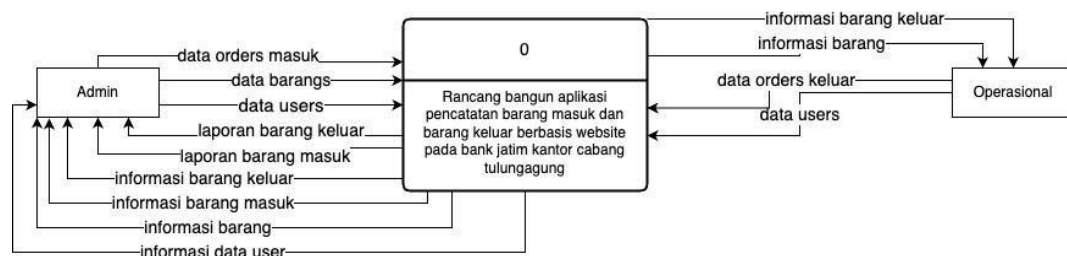 informasi barang keluar
informasi barang
data orders masuk
data barangs
data users
0
Admin
data orders keluar
data users
Operasional
Rancang bangun aplikasi
pencatatan barang masuk dan
barang keluar berbasis website
pada bank jatim kantor cabang
tulungagung
laporan barang keluar
laporan barang masuk
informasi barang keluar
informasi barang masuk
informasi barang
informasi data user